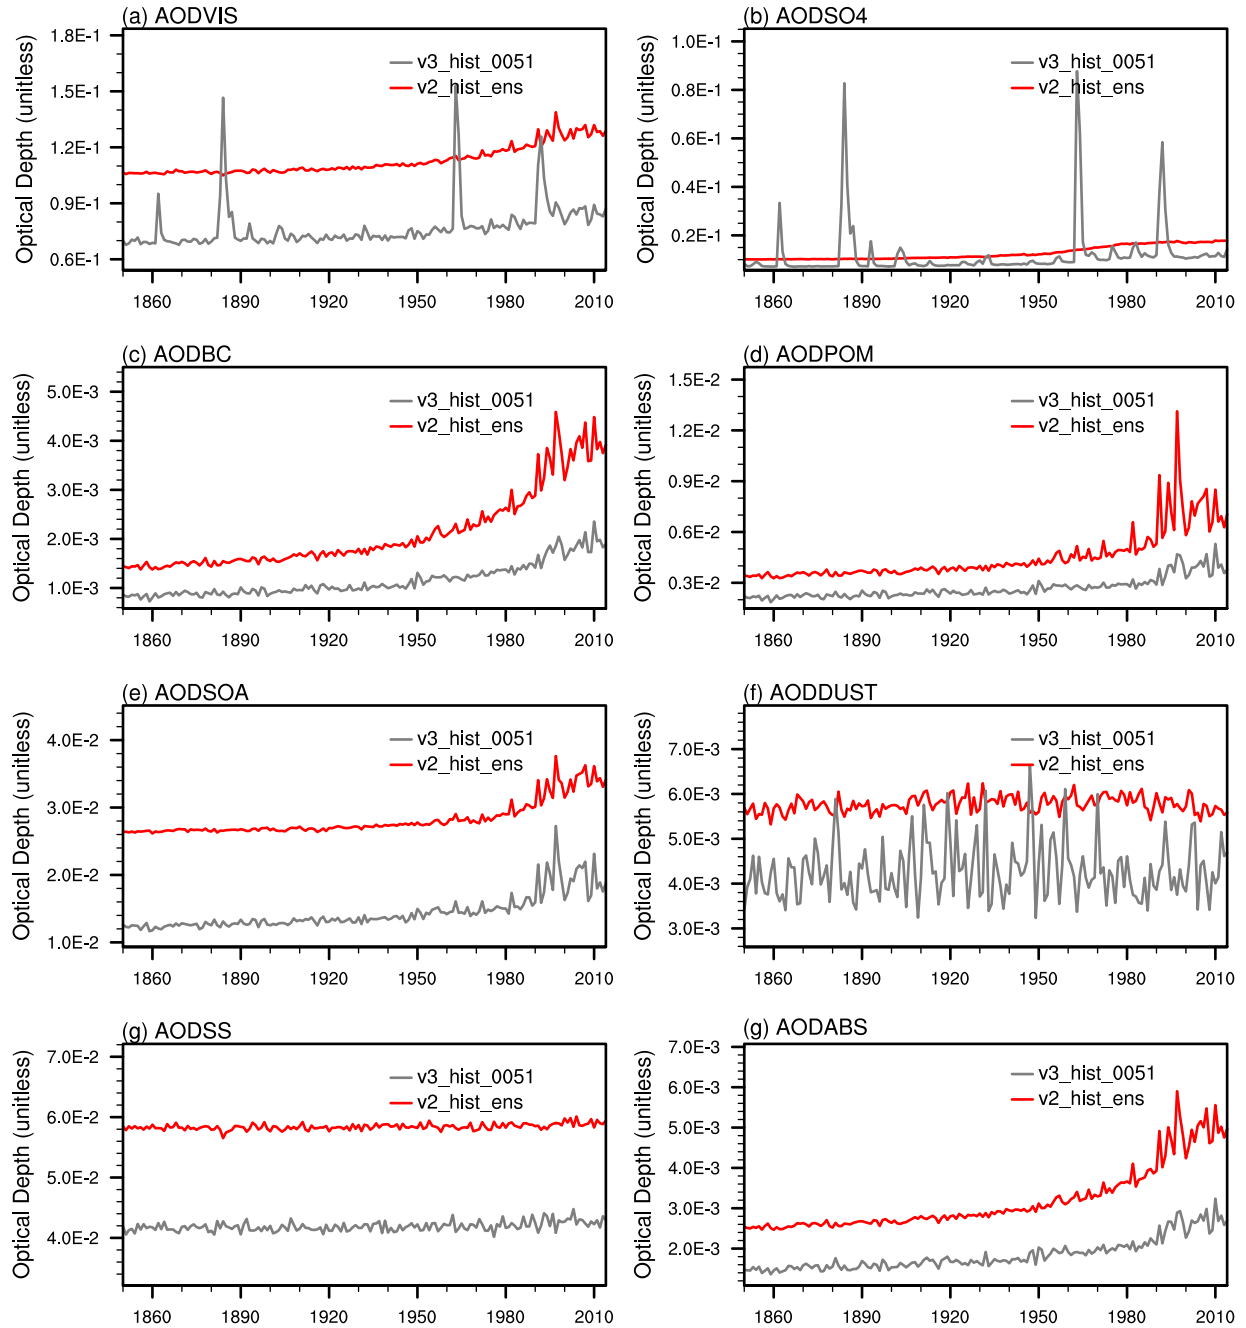 (a) AODVIS
Optical Depth (unitless)
1.8E-1
1.5E-1
1.2E-1
0.9E-1
0.6E-1
v3_hist_0051
v2_hist_ens
1860 1890 1920 1950 1980 2010
(b) AODSO4
Optical Depth (unitless)
1.0E-1
0.8E-1
0.6E-1
0.4E-1
0.2E-1
v3_hist_0051
v2_hist_ens
1860 1890 1920 1950 1980 2010
(c) AODBC
Optical Depth (unitless)
5.0E-3
4.0E-3
3.0E-3
2.0E-3
1.0E-3
v3_hist_0051
v2_hist_ens
1860 1890 1920 1950 1980 2010
(d) AODPOM
Optical Depth (unitless)
1.5E-2
1.2E-2
0.9E-2
0.6E-2
0.3E-2
v3_hist_0051
v2_hist_ens
1860 1890 1920 1950 1980 2010
(e) AODSOA
Optical Depth (unitless)
4.0E-2
3.0E-2
2.0E-2
1.0E-2
v3_hist_0051
v2_hist_ens
1860 1890 1920 1950 1980 2010
(f) AODDUST
Optical Depth (unitless)
7.0E-3
6.0E-3
5.0E-3
4.0E-3
3.0E-3
v3_hist_0051
v2_hist_ens
1860 1890 1920 1950 1980 2010
(g) AODSS
Optical Depth (unitless)
7.0E-2
6.0E-2
5.0E-2
4.0E-2
v3_hist_0051
v2_hist_ens
1860 1890 1920 1950 1980 2010
(g) AODABS
Optical Depth (unitless)
7.0E-3
6.0E-3
5.0E-3
4.0E-3
3.0E-3
2.0E-3
v3_hist_0051
v2_hist_ens
1860 1890 1920 1950 1980 2010